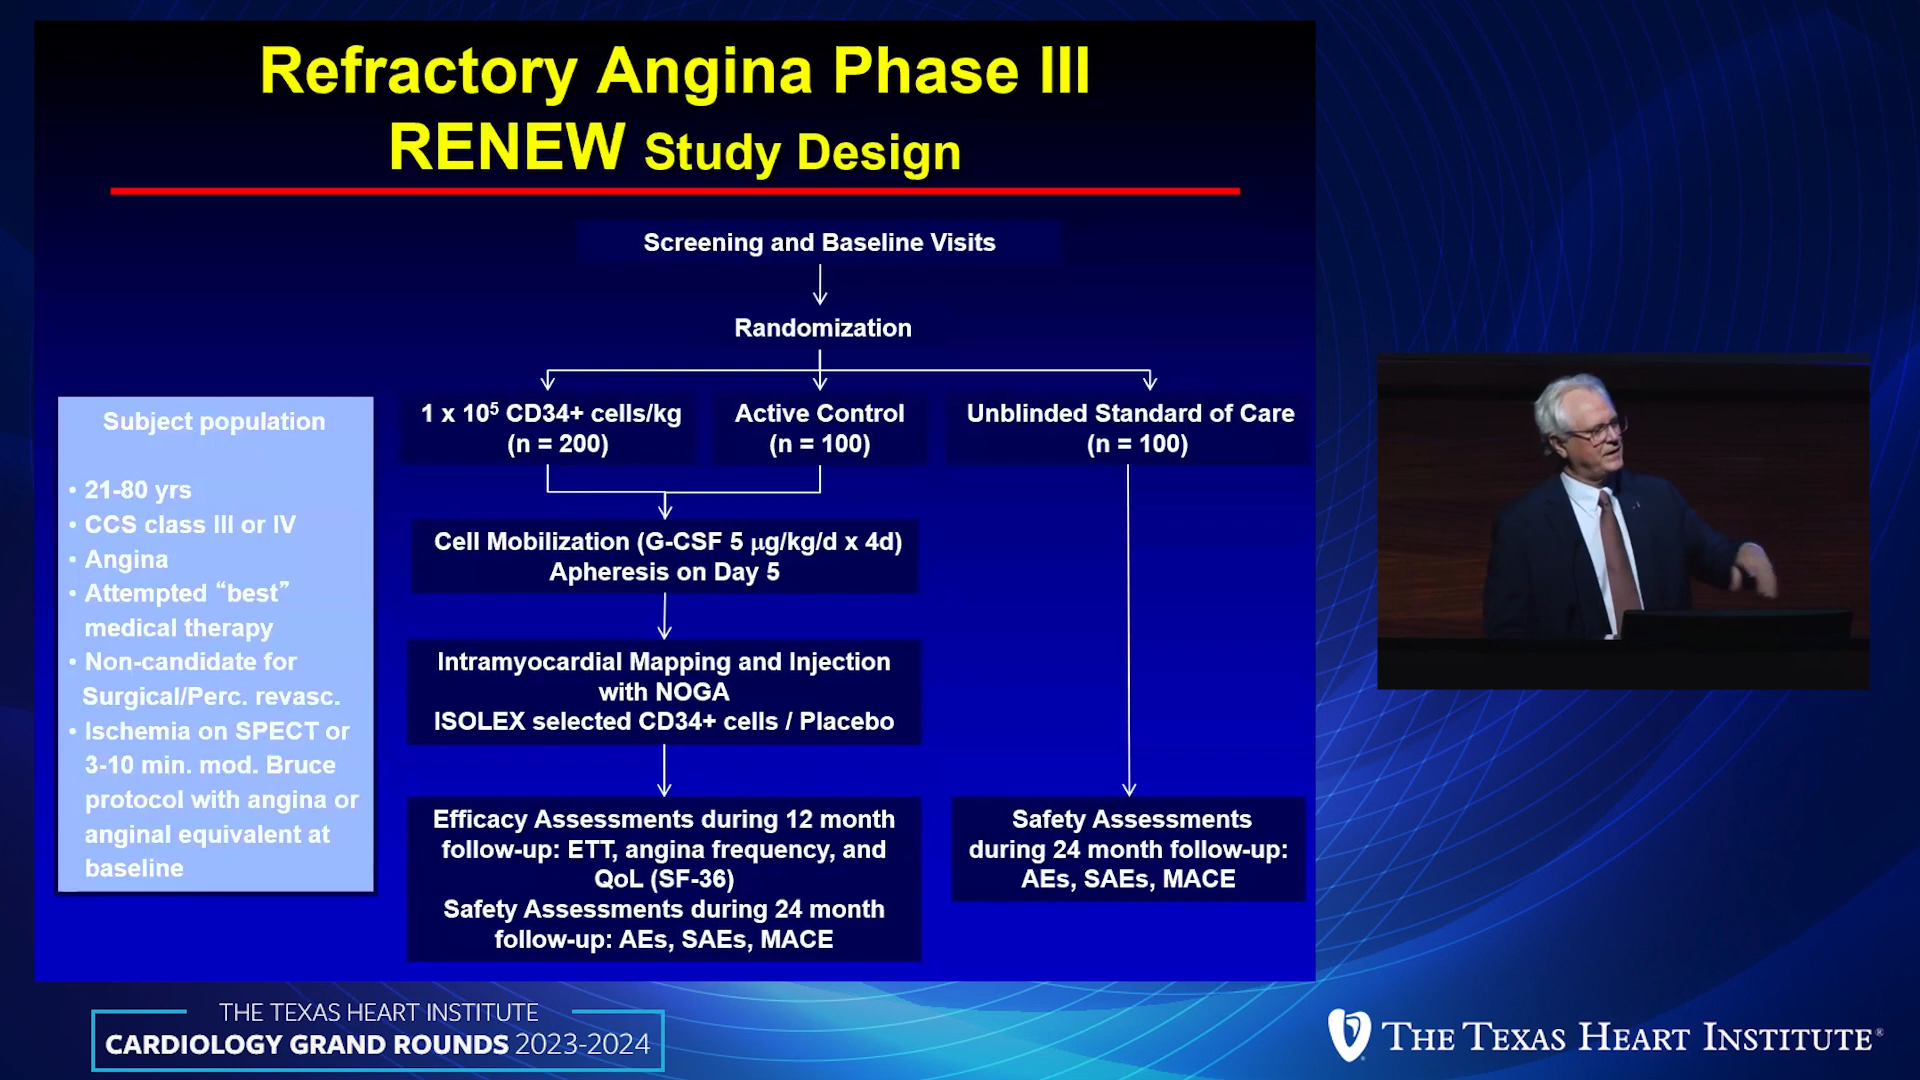 Refractory Angina Phase III
RENEW Study Design
Screening and Baseline Visits
Randomization
Subject population
• 21-80 yrs
• CCS class III or IV
• Angina
• Attempted “best”
medical therapy
• Non-candidate for
Surgical/Perc. revasc.
• Ischemia on SPECT or
3-10 min. mod. Bruce
protocol with angina or
anginal equivalent at
baseline
1 x 10⁵ CD34+ cells/kg
(n = 200)
Active Control
(n = 100)
Unblinded Standard of Care
(n = 100)
Cell Mobilization (G-CSF 5 µg/kg/d x 4d)
Apheresis on Day 5
Intramyocardial Mapping and Injection
with NOGA
ISOLEX selected CD34+ cells / Placebo
Efficacy Assessments during 12 month
follow-up: ETT, angina frequency, and
QoL (SF-36)
Safety Assessments during 24 month
follow-up: AEs, SAEs, MACE
Safety Assessments
during 24 month follow-up:
AEs, SAEs, MACE
THE TEXAS HEART INSTITUTE
CARDIOLOGY GRAND ROUNDS 2023-2024
THE TEXAS HEART INSTITUTE®